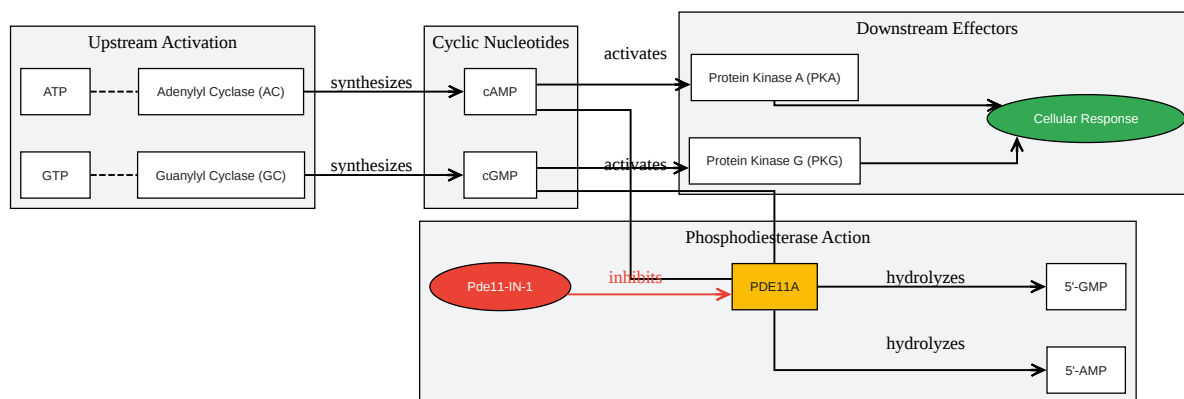 Upstream Activation
ATP
Adenylyl Cyclase (AC)
synthesizes
GTP
Guanylyl Cyclase (GC)
synthesizes
Cyclic Nucleotides
cAMP
cGMP
activates
activates
Downstream Effectors
Protein Kinase A (PKA)
Protein Kinase G (PKG)
Cellular Response
Phosphodiesterase Action
Pde11-IN-1
inhibits
PDE11A
hydrolyzes
5'-GMP
hydrolyzes
5'-AMP